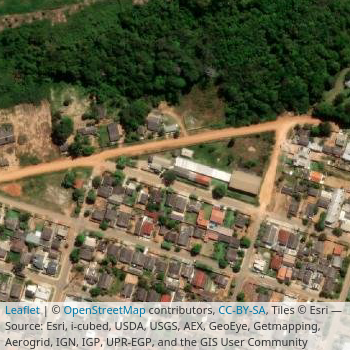 Leaflet | © OpenStreetMap contributors, CC-BY-SA, Tiles © Esri —
Source: Esri, i-cubed, USDA, USGS, AEX, GeoEye, Getmapping,
Aerogrid, IGN, IGP, UPR-EGP, and the GIS User Community